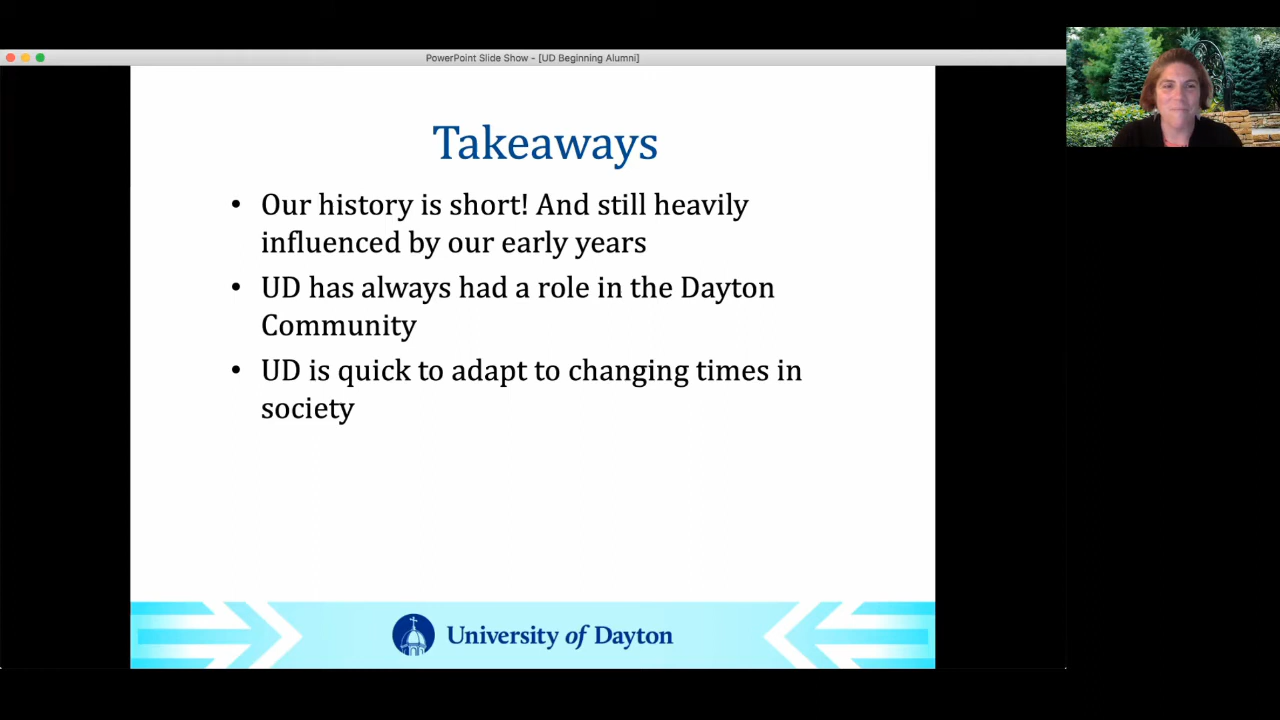 PowerPoint Slide Show - [UD Beginning Alumni]
Takeaways
• Our history is short! And still heavily
influenced by our early years
• UD has always had a role in the Dayton
Community
• UD is quick to adapt to changing times in
society
University of Dayton